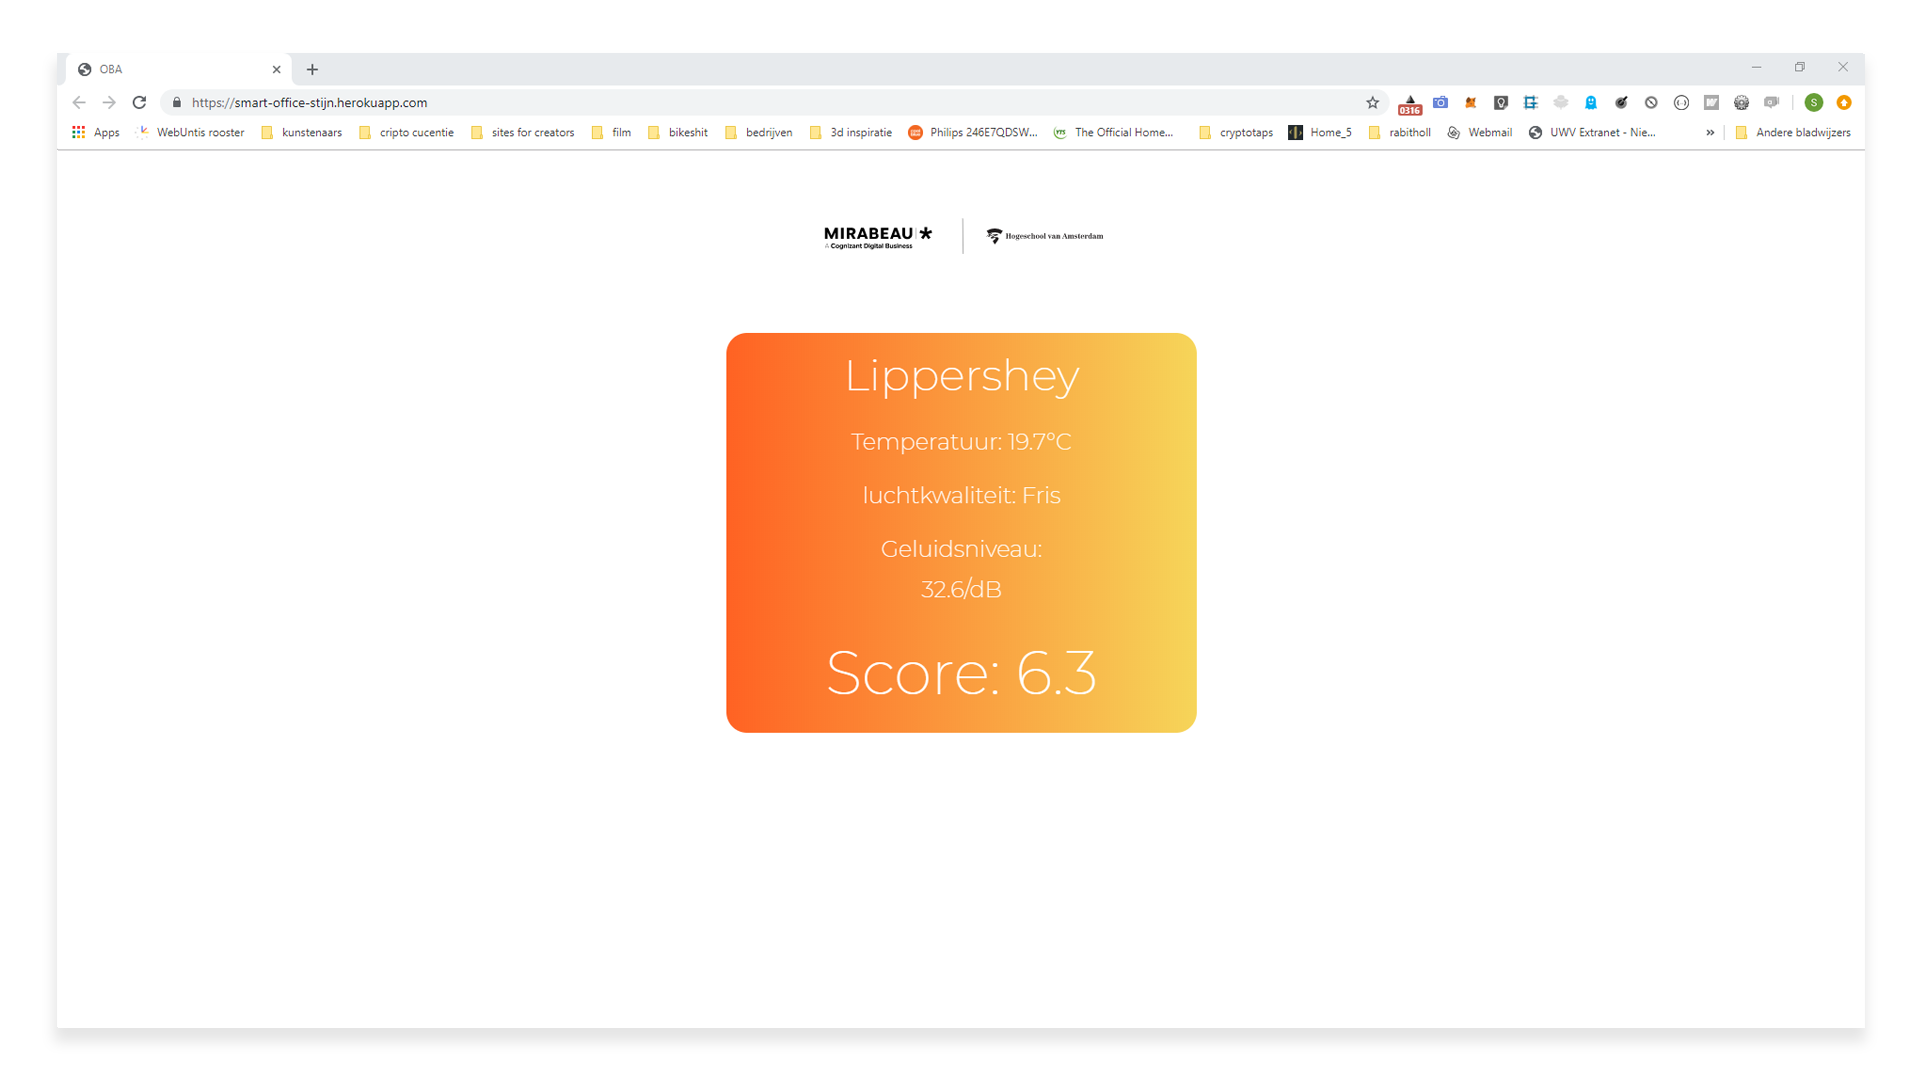 OBA
https://smart-office-stijn.herokuapp.com
0316
S
Apps WebUntis rooster kunstenaars cripto cucentie sites for creators film bikeshit bedrijven 3d inspiratie Philips 246E7QDSW... The Official Home... cryptotaps Home_5 rabitholl Webmail UWV Extranet - Nie... » Andere bladwijzers
MIRABEAU
A Cognizant Digital Business
Hogeschool van Amsterdam
Lippershey
Temperatuur: 19.7°C
luchtkwaliteit: Fris
Geluidsniveau:
32.6/dB
Score: 6.3